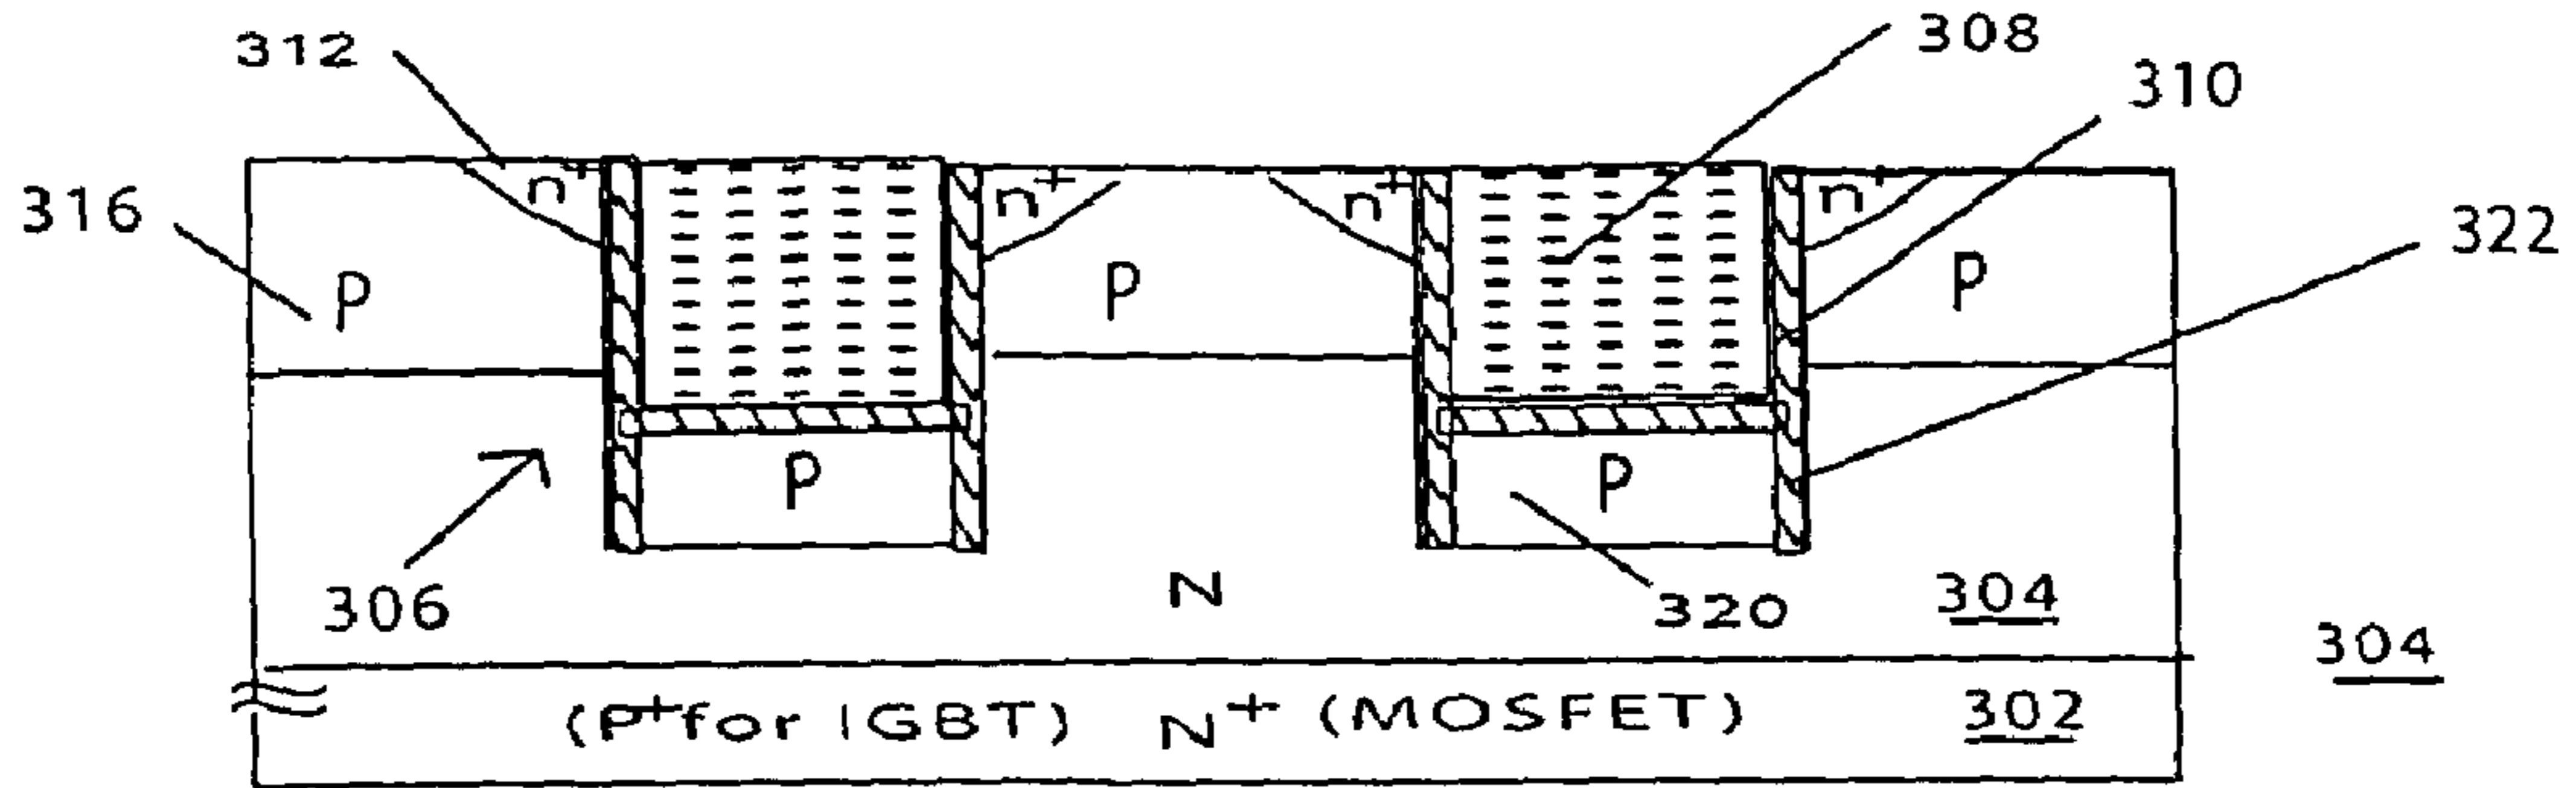 312
308
310
n+
n+
n+
n+
316
P
P
P
322
P
P
306
N
320
304
304
(P+ for IGBT) N+ (MOSFET)
302